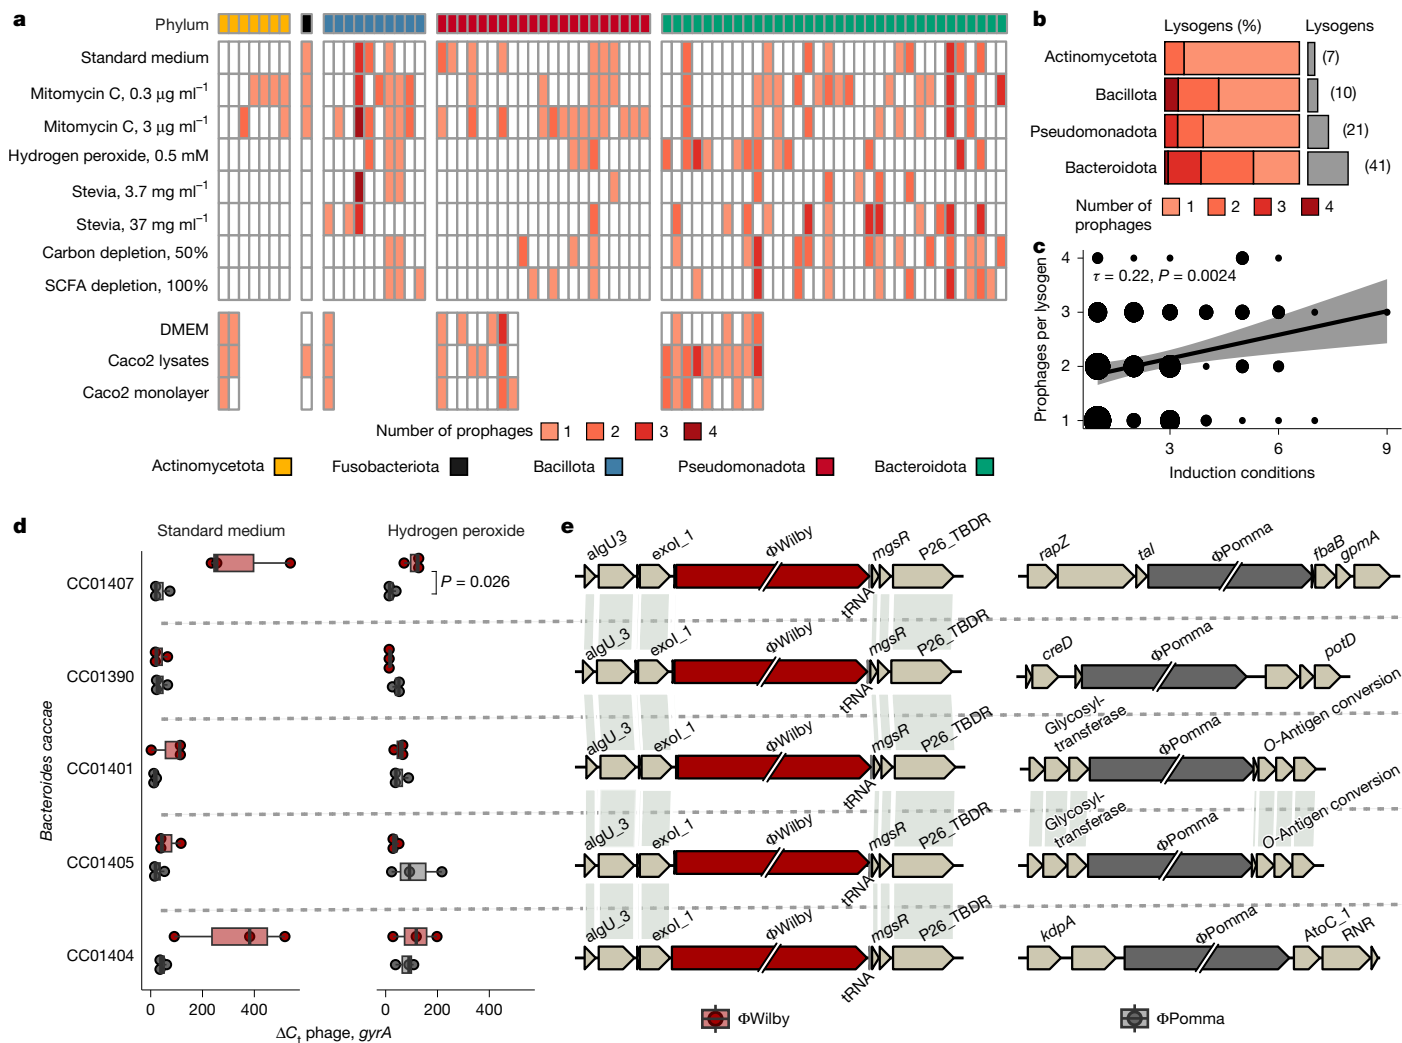 a
Phylum
Standard medium
Mitomycin C, 0.3 µg ml⁻¹
Mitomycin C, 3 µg ml⁻¹
Hydrogen peroxide, 0.5 mM
Stevia, 3.7 mg ml⁻¹
Stevia, 37 mg ml⁻¹
Carbon depletion, 50%
SCFA depletion, 100%
DMEM
Caco2 lysates
Caco2 monolayer
Number of prophages 1 2 3 4
Actinomycetota Fusobacteriota Bacillota Pseudomonadota Bacteroidota
b
Lysogens (%) Lysogens
Actinomycetota (7)
Bacillota (10)
Pseudomonadota (21)
Bacteroidota (41)
Number of prophages 1 2 3 4
c
Prophages per lysogen
4
3
2
1
τ = 0.22, P = 0.0024
3 6 9
Induction conditions
d
Standard medium Hydrogen peroxide
Bacteroides caccae
CC01407
P = 0.026
CC01390
CC01401
CC01405
CC01404
0 200 400 0 200 400
ΔCt phage, gyrA
e
algU_3 exol_1 ΦWilby tRNA mgsR P26_TBDR
rapZ tal ΦPomma fbaB gpmA
algU_3 exol_1 ΦWilby tRNA mgsR P26_TBDR
creD ΦPomma potD
algU_3 exol_1 ΦWilby tRNA mgsR P26_TBDR
Glycosyl-transferase ΦPomma O-Antigen conversion
algU_3 exol_1 ΦWilby tRNA mgsR P26_TBDR
Glycosyl-transferase ΦPomma O-Antigen conversion
algU_3 exol_1 ΦWilby tRNA mgsR P26_TBDR
kdpA ΦPomma AtoC_1 RNR
ΦWilby ΦPomma